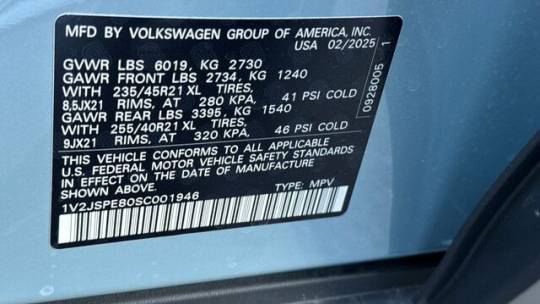 MFD BY VOLKSWAGEN GROUP OF AMERICA, INC.
USA 02/2025 1
GVWR LBS 6019, KG 2730
GAWR FRONT LBS 2734, KG 1240
WITH 235/45R21 XL TIRES,
8,5JX21 RIMS, AT 280 KPA, 41 PSI COLD
GAWR REAR LBS 3395, KG 1540
WITH 255/40R21 XL TIRES,
9JX21 RIMS, AT 320 KPA, 46 PSI COLD
THIS VEHICLE CONFORMS TO ALL APPLICABLE
U.S. FEDERAL MOTOR VEHICLE SAFETY STANDARDS
IN EFFECT ON THE DATE OF MANUFACTURE
SHOWN ABOVE.
1V2JSPE80SC001946 TYPE: MPV
0928005